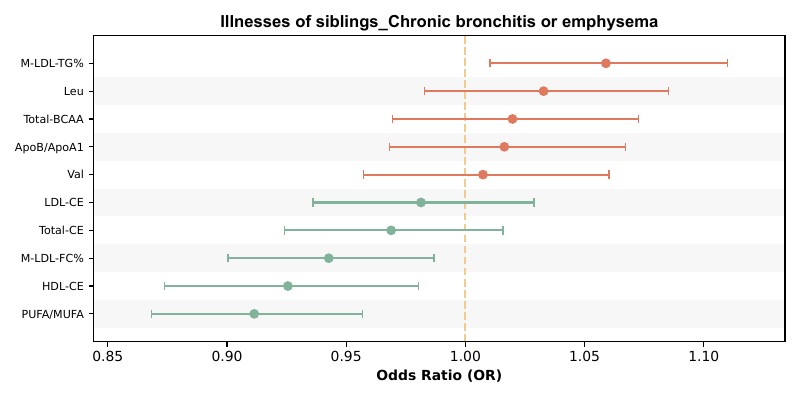 Illnesses of siblings_Chronic bronchitis or emphysema
M-LDL-TG%
Leu
Total-BCAA
ApoB/ApoA1
Val
LDL-CE
Total-CE
M-LDL-FC%
HDL-CE
PUFA/MUFA
0.85 0.90 0.95 1.00 1.05 1.10
Odds Ratio (OR)